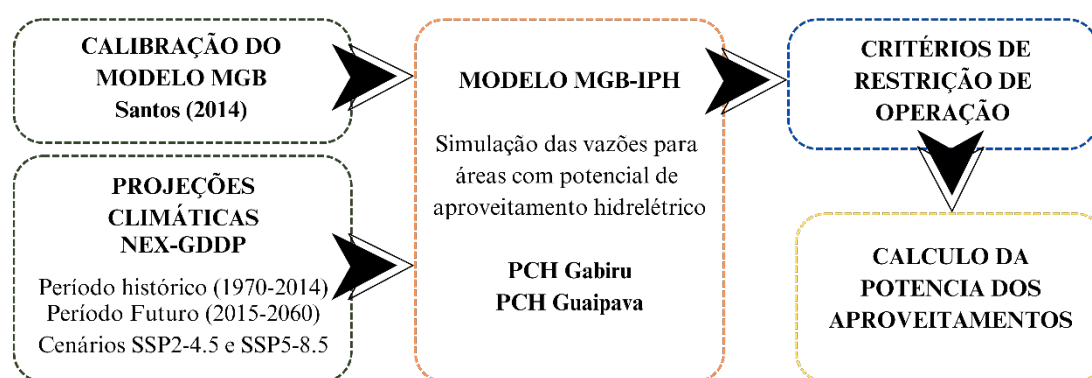 CALIBRAÇÃO DO
MODELO MGB
Santos (2014)
PROJEÇÕES
CLIMÁTICAS
NEX-GDDP
Período histórico (1970-2014)
Período Futuro (2015-2060)
Cenários SSP2-4.5 e SSP5-8.5
MODELO MGB-IPH
Simulação das vazões para
áreas com potencial de
aproveitamento hidrelétrico
PCH Gabiru
PCH Guaipava
CRITÉRIOS DE
RESTRIÇÃO DE
OPERAÇÃO
CALCULO DA
POTENCIA DOS
APROVEITAMENTOS